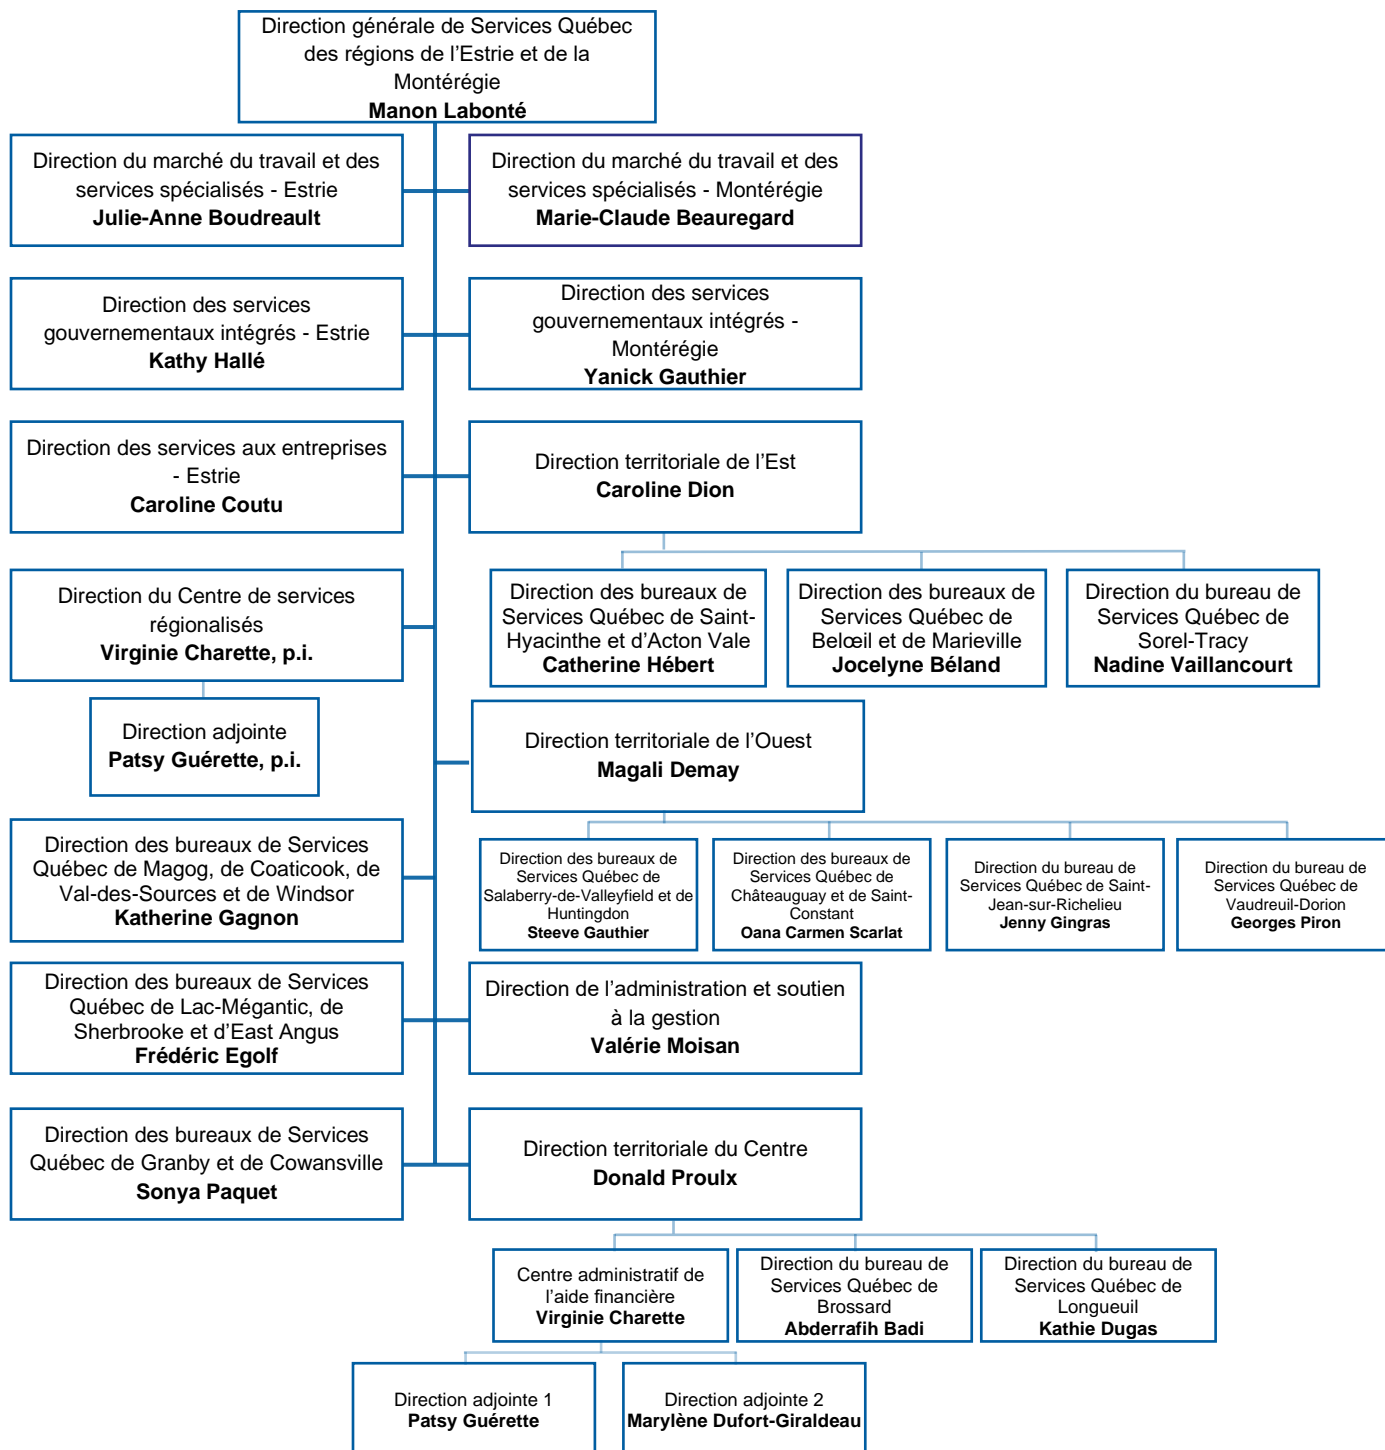 Direction générale de Services Québec
des régions de l’Estrie et de la
Montérégie
Manon Labonté
Direction du marché du travail et des
services spécialisés - Estrie
Julie-Anne Boudreault
Direction du marché du travail et des
services spécialisés - Montérégie
Marie-Claude Beauregard
Direction des services
gouvernementaux intégrés - Estrie
Kathy Hallé
Direction des services
gouvernementaux intégrés -
Montérégie
Yanick Gauthier
Direction des services aux entreprises
- Estrie
Caroline Coutu
Direction territoriale de l’Est
Caroline Dion
Direction du Centre de services
régionalisés
Virginie Charette, p.i.
Direction des bureaux de
Services Québec de Saint-
Hyacinthe et d’Acton Vale
Catherine Hébert
Direction des bureaux de
Services Québec de
Belœil et de Marieville
Jocelyne Béland
Direction du bureau de
Services Québec de
Sorel-Tracy
Nadine Vaillancourt
Direction adjointe
Patsy Guérette, p.i.
Direction territoriale de l’Ouest
Magali Demay
Direction des bureaux de Services
Québec de Magog, de Coaticook, de
Val-des-Sources et de Windsor
Katherine Gagnon
Direction des bureaux de
Services Québec de
Salaberry-de-Valleyfield et de
Huntingdon
Steeve Gauthier
Direction des bureaux de
Services Québec de
Châteauguay et de Saint-
Constant
Oana Carmen Scarlat
Direction du bureau de
Services Québec de Saint-
Jean-sur-Richelieu
Jenny Gingras
Direction du bureau de
Services Québec de
Vaudreuil-Dorion
Georges Piron
Direction des bureaux de Services
Québec de Lac-Mégantic, de
Sherbrooke et d’East Angus
Frédéric Egolf
Direction de l’administration et soutien
à la gestion
Valérie Moisan
Direction des bureaux de Services
Québec de Granby et de Cowansville
Sonya Paquet
Direction territoriale du Centre
Donald Proulx
Centre administratif de
l’aide financière
Virginie Charette
Direction du bureau de
Services Québec de
Brossard
Abderrafih Badi
Direction du bureau de
Services Québec de
Longueuil
Kathie Dugas
Direction adjointe 1
Patsy Guérette
Direction adjointe 2
Marylène Dufort-Giraldeau